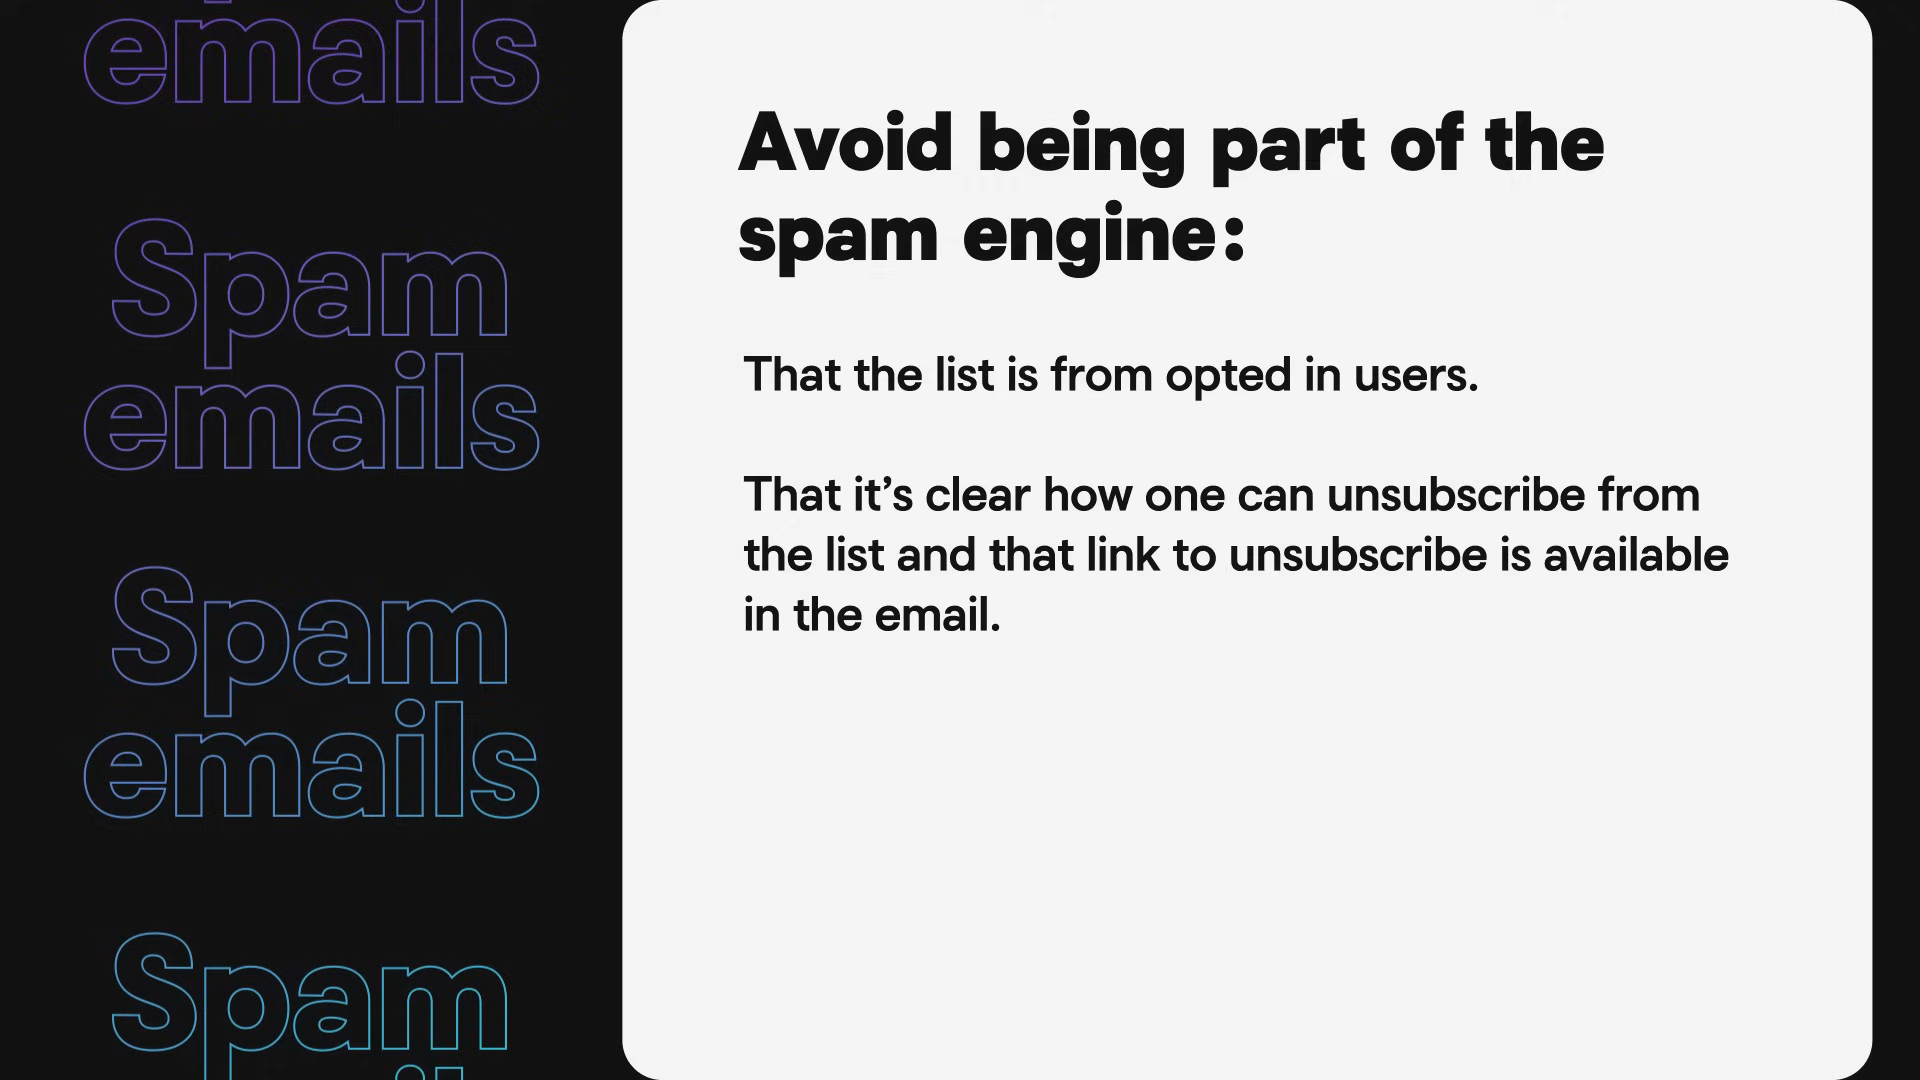 emails
Spam
emails
Spam
emails
Spam
Avoid being part of the
spam engine:
That the list is from opted in users.
That it’s clear how one can unsubscribe from
the list and that link to unsubscribe is available
in the email.